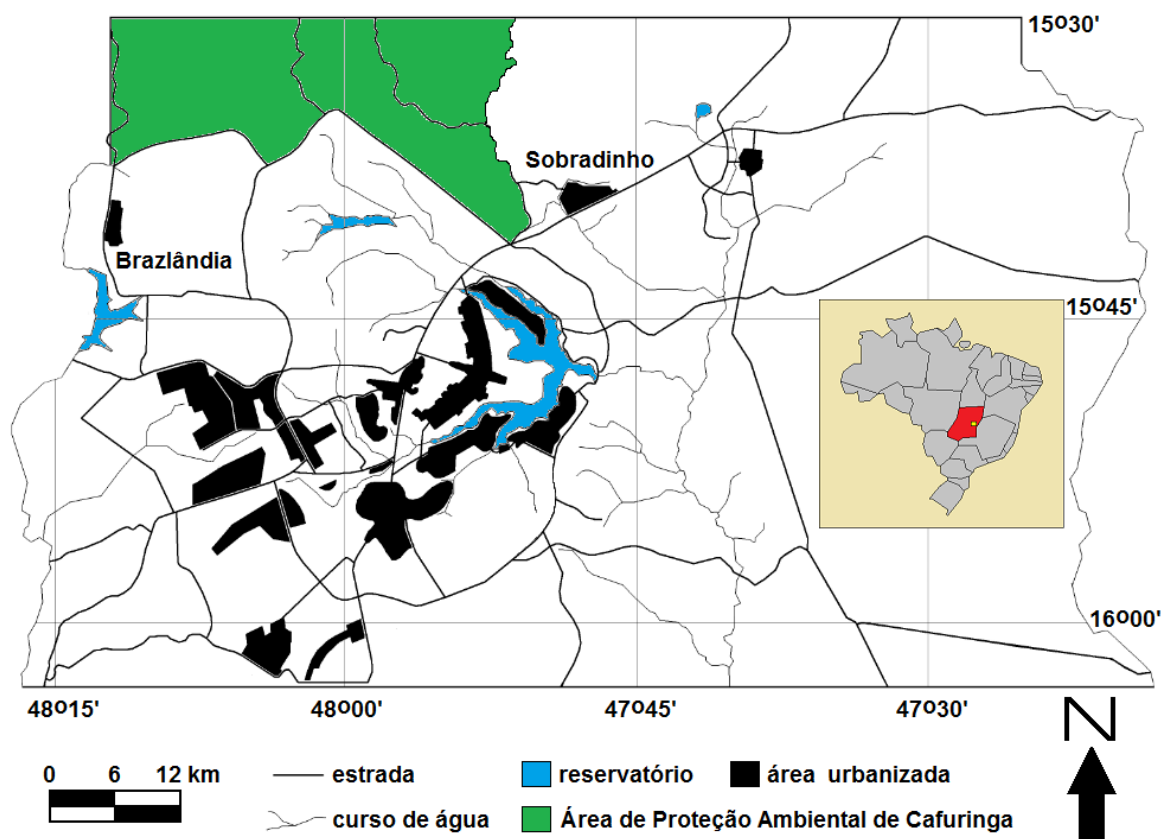 15o30'
Sobradinho
Brazlândia
15o45'
16o00'
48o15'
48o00'
47o45'
47o30'
N
0 6 12 km
estrada
reservatório
área urbanizada
curso de água
Área de Proteção Ambiental de Cafuringa